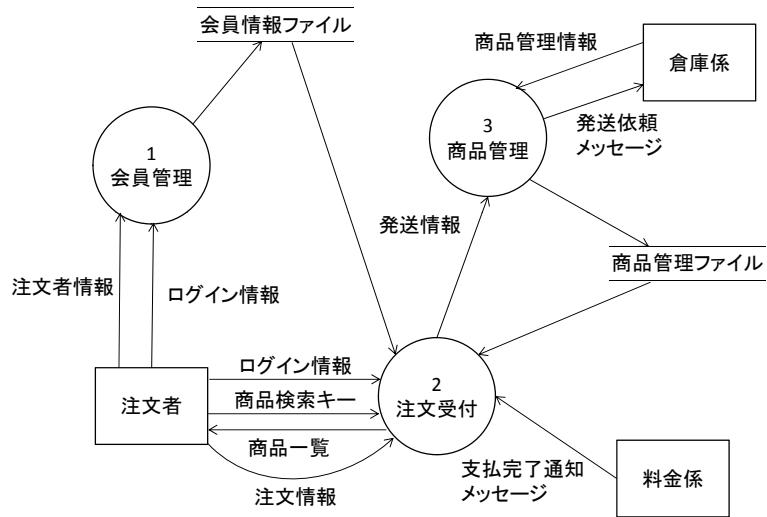 会員情報ファイル
商品管理情報
倉庫係
3
商品管理
発送依頼
メッセージ
1
会員管理
発送情報
商品管理ファイル
注文者情報
ログイン情報
ログイン情報
2
注文受付
注文者
商品検索キー
商品一覧
注文情報
支払完了通知
メッセージ
料金係